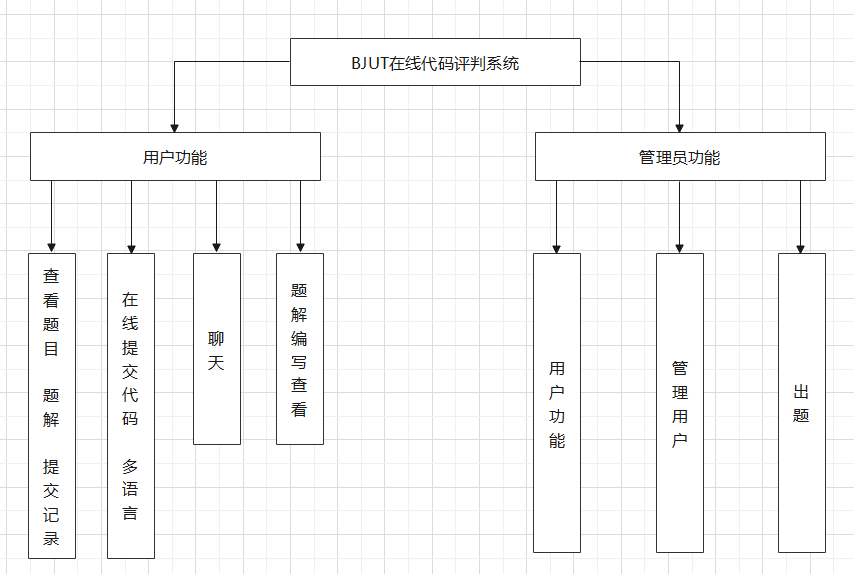 BJUT在线代码评判系统
用户功能
管理员功能
查看题目 题解 提交记录
在线提交代码 多语言
聊天
题解编写查看
用户功能
管理用户
出题